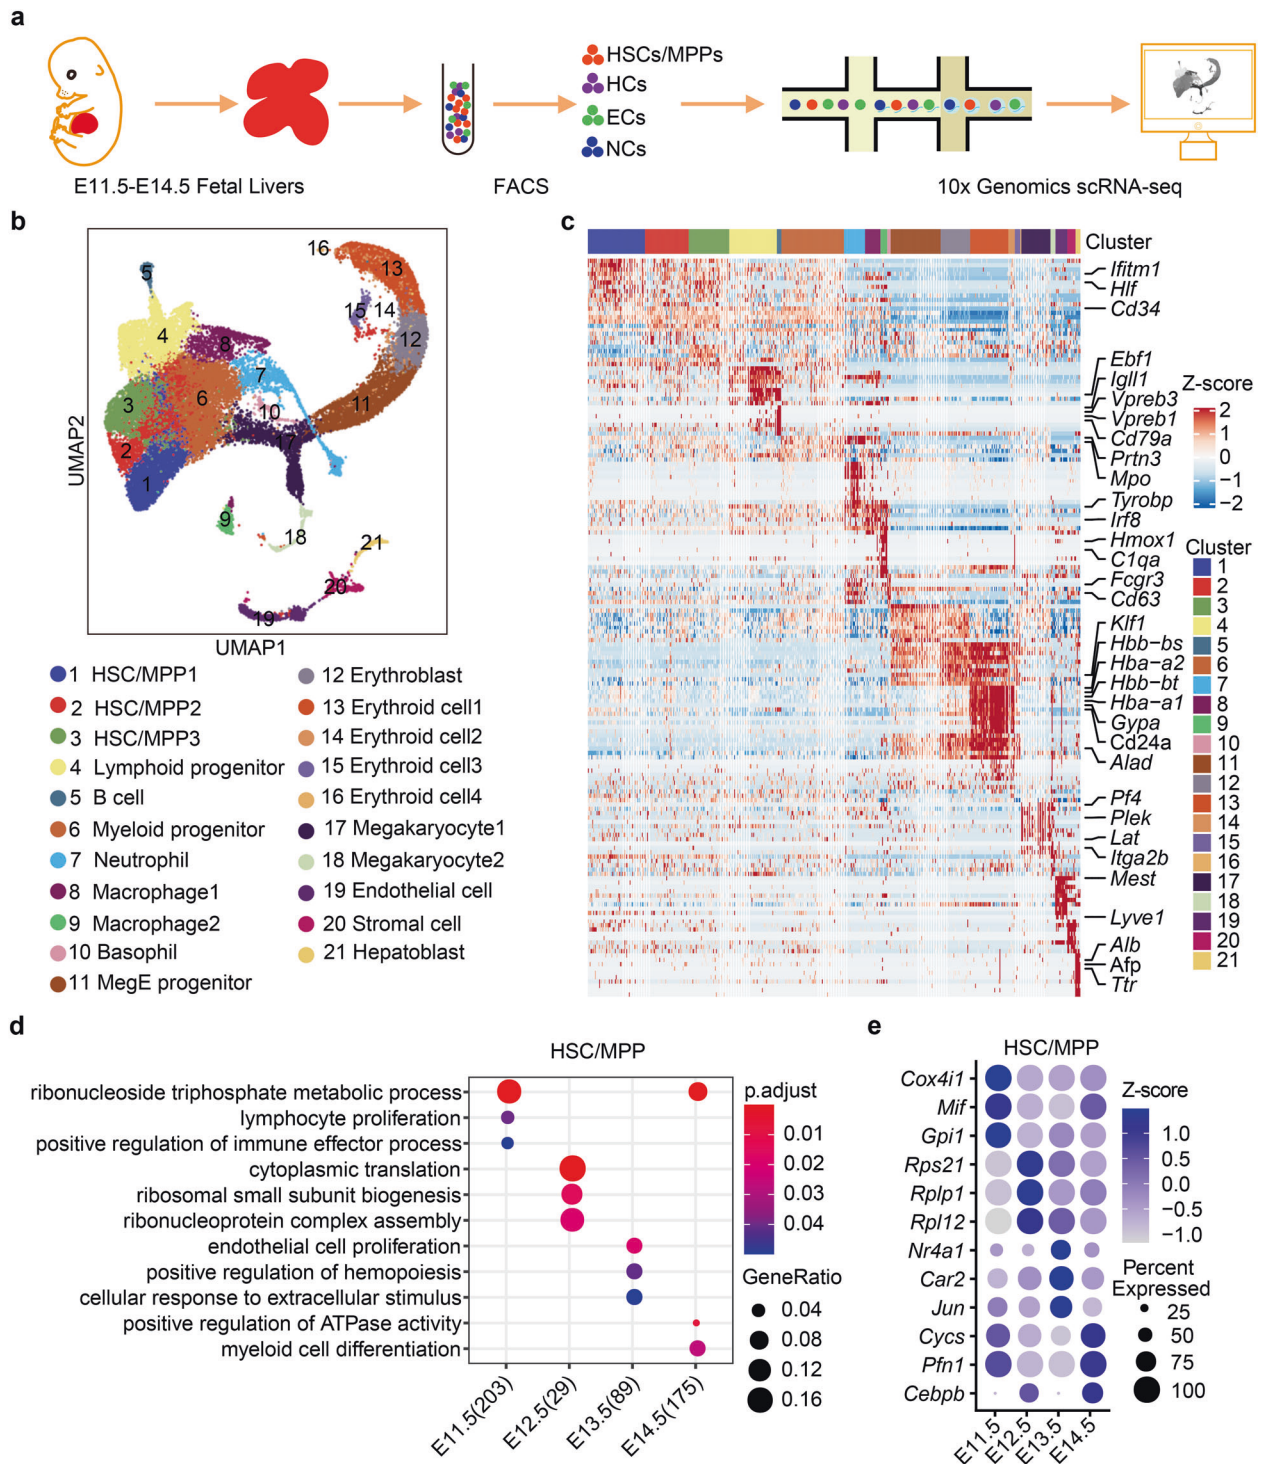 a
HSCs/MPPs
HCs
ECs
NCs
E11.5-E14.5 Fetal Livers
FACS
10x Genomics scRNA-seq
b
16
13
5
15
14
12
4
8
7
3
6
11
10
2
17
1
9
18
21
20
19
UMAP2
UMAP1
1 HSC/MPP1
2 HSC/MPP2
3 HSC/MPP3
4 Lymphoid progenitor
5 B cell
6 Myeloid progenitor
7 Neutrophil
8 Macrophage1
9 Macrophage2
10 Basophil
11 MegE progenitor
12 Erythroblast
13 Erythroid cell1
14 Erythroid cell2
15 Erythroid cell3
16 Erythroid cell4
17 Megakaryocyte1
18 Megakaryocyte2
19 Endothelial cell
20 Stromal cell
21 Hepatoblast
c
Cluster
Ifitm1
Hlf
Cd34
Ebf1
Igll1
Vpreb3
Vpreb1
Cd79a
Prtn3
Mpo
Tyrobp
Irf8
Hmox1
C1qa
Fcgr3
Cd63
Klf1
Hbb-bs
Hba-a2
Hbb-bt
Hba-a1
Gypa
Cd24a
Alad
Pf4
Plek
Lat
Itga2b
Mest
Lyve1
Alb
Afp
Ttr
Z-score
2
1
0
−1
−2
Cluster
1
2
3
4
5
6
7
8
9
10
11
12
13
14
15
16
17
18
19
20
21
d
HSC/MPP
ribonucleoside triphosphate metabolic process
lymphocyte proliferation
positive regulation of immune effector process
cytoplasmic translation
ribosomal small subunit biogenesis
ribonucleoprotein complex assembly
endothelial cell proliferation
positive regulation of hemopoiesis
cellular response to extracellular stimulus
positive regulation of ATPase activity
myeloid cell differentiation
E11.5(203)
E12.5(29)
E13.5(89)
E14.5(175)
p.adjust
0.01
0.02
0.03
0.04
GeneRatio
0.04
0.08
0.12
0.16
e
HSC/MPP
Cox4i1
Mif
Gpi1
Rps21
Rplp1
Rpl12
Nr4a1
Car2
Jun
Cycs
Pfn1
Cebpb
E11.5
E12.5
E13.5
E14.5
Z-score
1.0
0.5
0.0
−0.5
−1.0
Percent
Expressed
25
50
75
100